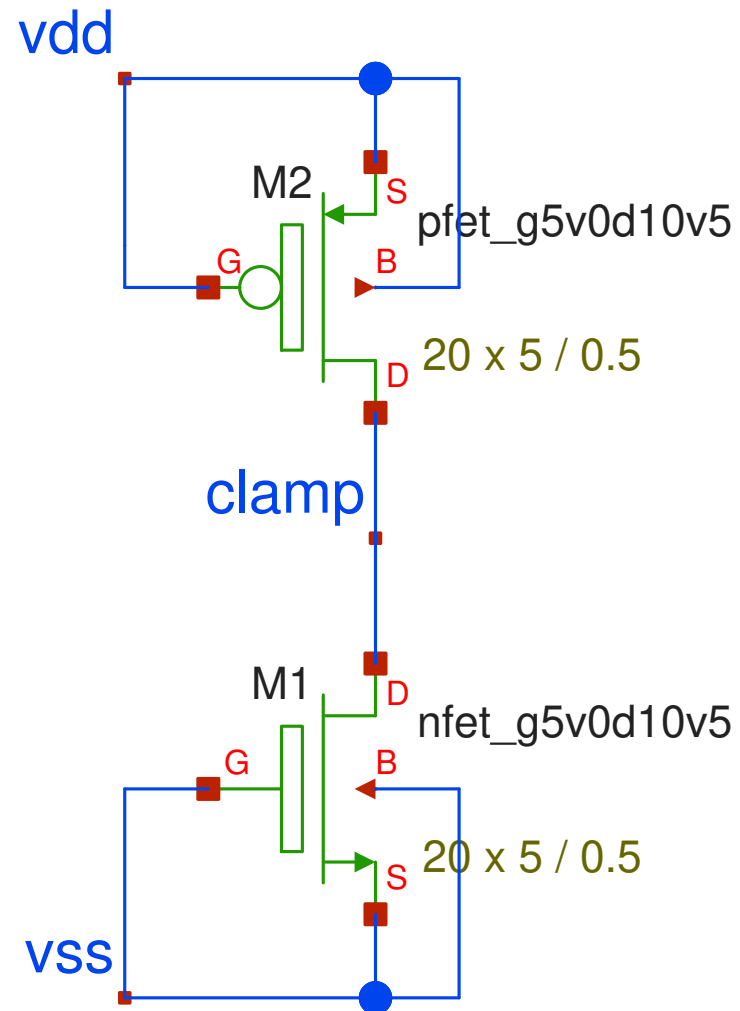 vdd
M2
S
pfet_g5v0d10v5
G
B
20 x 5 / 0.5
D
clamp
M1
D
nfet_g5v0d10v5
G
B
20 x 5 / 0.5
S
vss